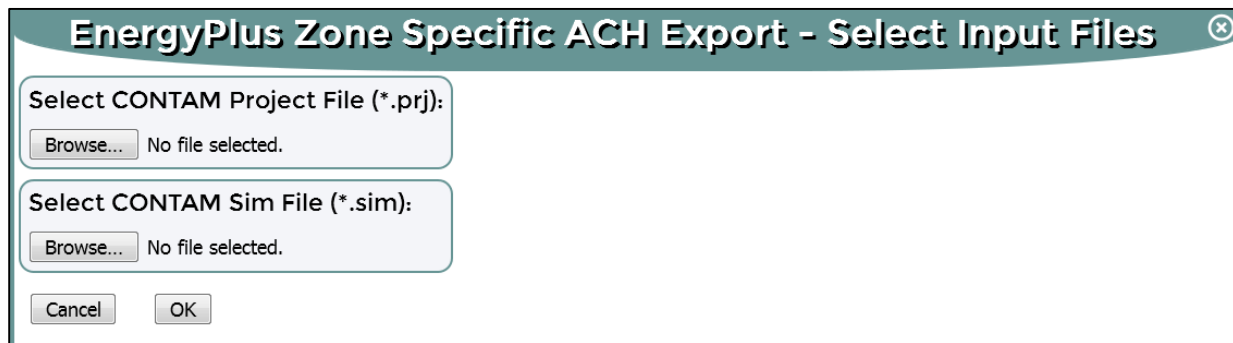 EnergyPlus Zone Specific ACH Export - Select Input Files
Select CONTAM Project File (*.prj):
Browse... No file selected.
Select CONTAM Sim File (*.sim):
Browse... No file selected.
Cancel OK